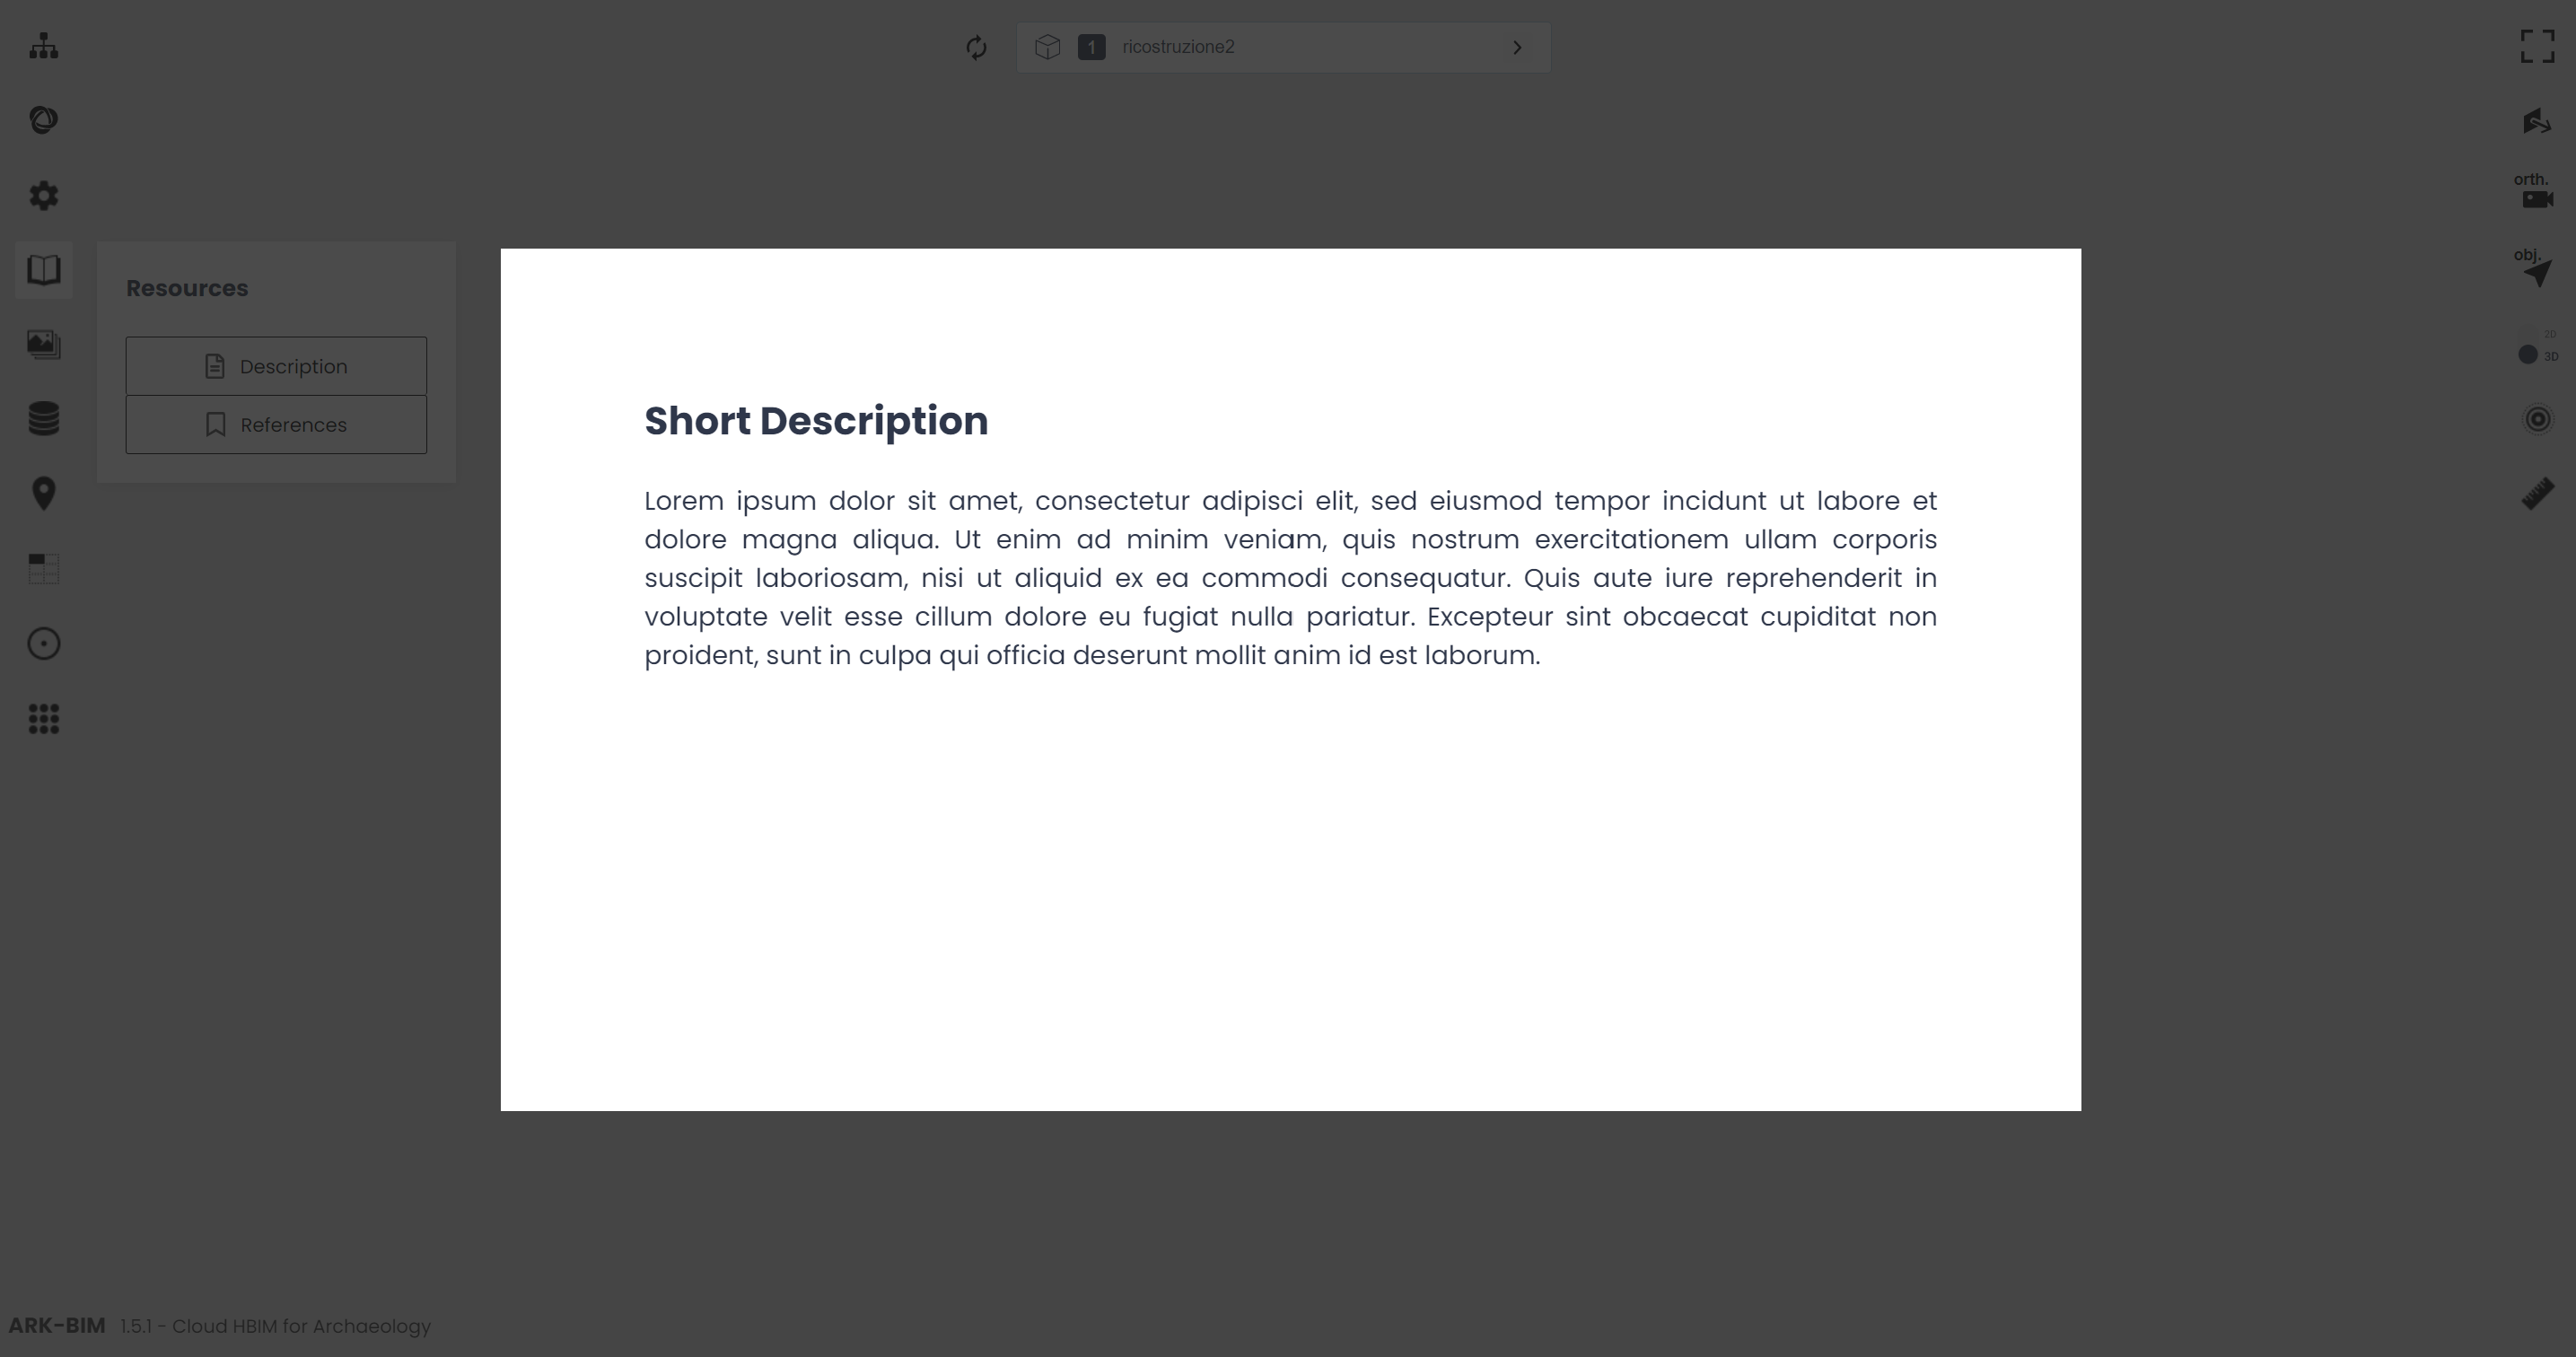 1 ricostruzione2
orth.
obj.
2D
3D
Resources
Description
References
Short Description
Lorem ipsum dolor sit amet, consectetur adipisci elit, sed eiusmod tempor incidunt ut labore et
dolore magna aliqua. Ut enim ad minim veniam, quis nostrum exercitationem ullam corporis
suscipit laboriosam, nisi ut aliquid ex ea commodi consequatur. Quis aute iure reprehenderit in
voluptate velit esse cillum dolore eu fugiat nulla pariatur. Excepteur sint obcaecat cupiditat non
proident, sunt in culpa qui officia deserunt mollit anim id est laborum.
ARK-BIM 1.5.1 - Cloud HBIM for Archaeology